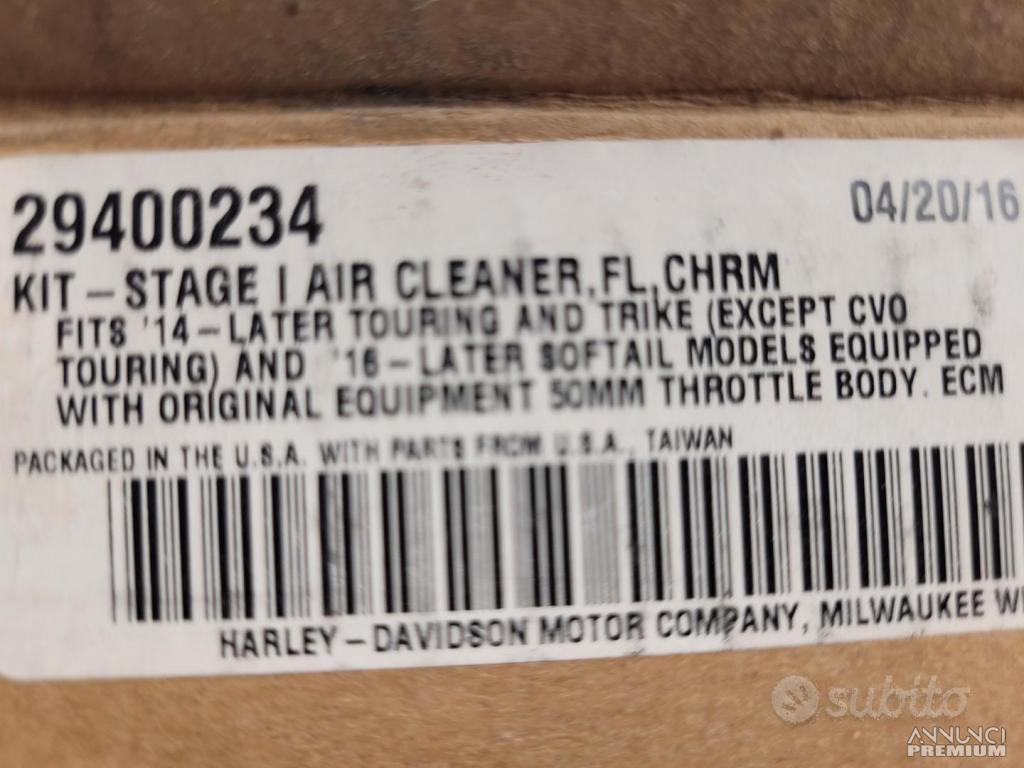 29400234 04/20/16
KIT-STAGE I AIR CLEANER,FL,CHRM
FITS '14-LATER TOURING AND TRIKE (EXCEPT CVO
TOURING) AND '16-LATER SOFTAIL MODELS EQUIPPED
WITH ORIGINAL EQUIPMENT 50MM THROTTLE BODY. ECM
PACKAGED IN THE U.S.A. WITH PARTS FROM U.S.A., TAIWAN
HARLEY-DAVIDSON MOTOR COMPANY, MILWAUKEE WI
subito
ANNUNCI
PREMIUM